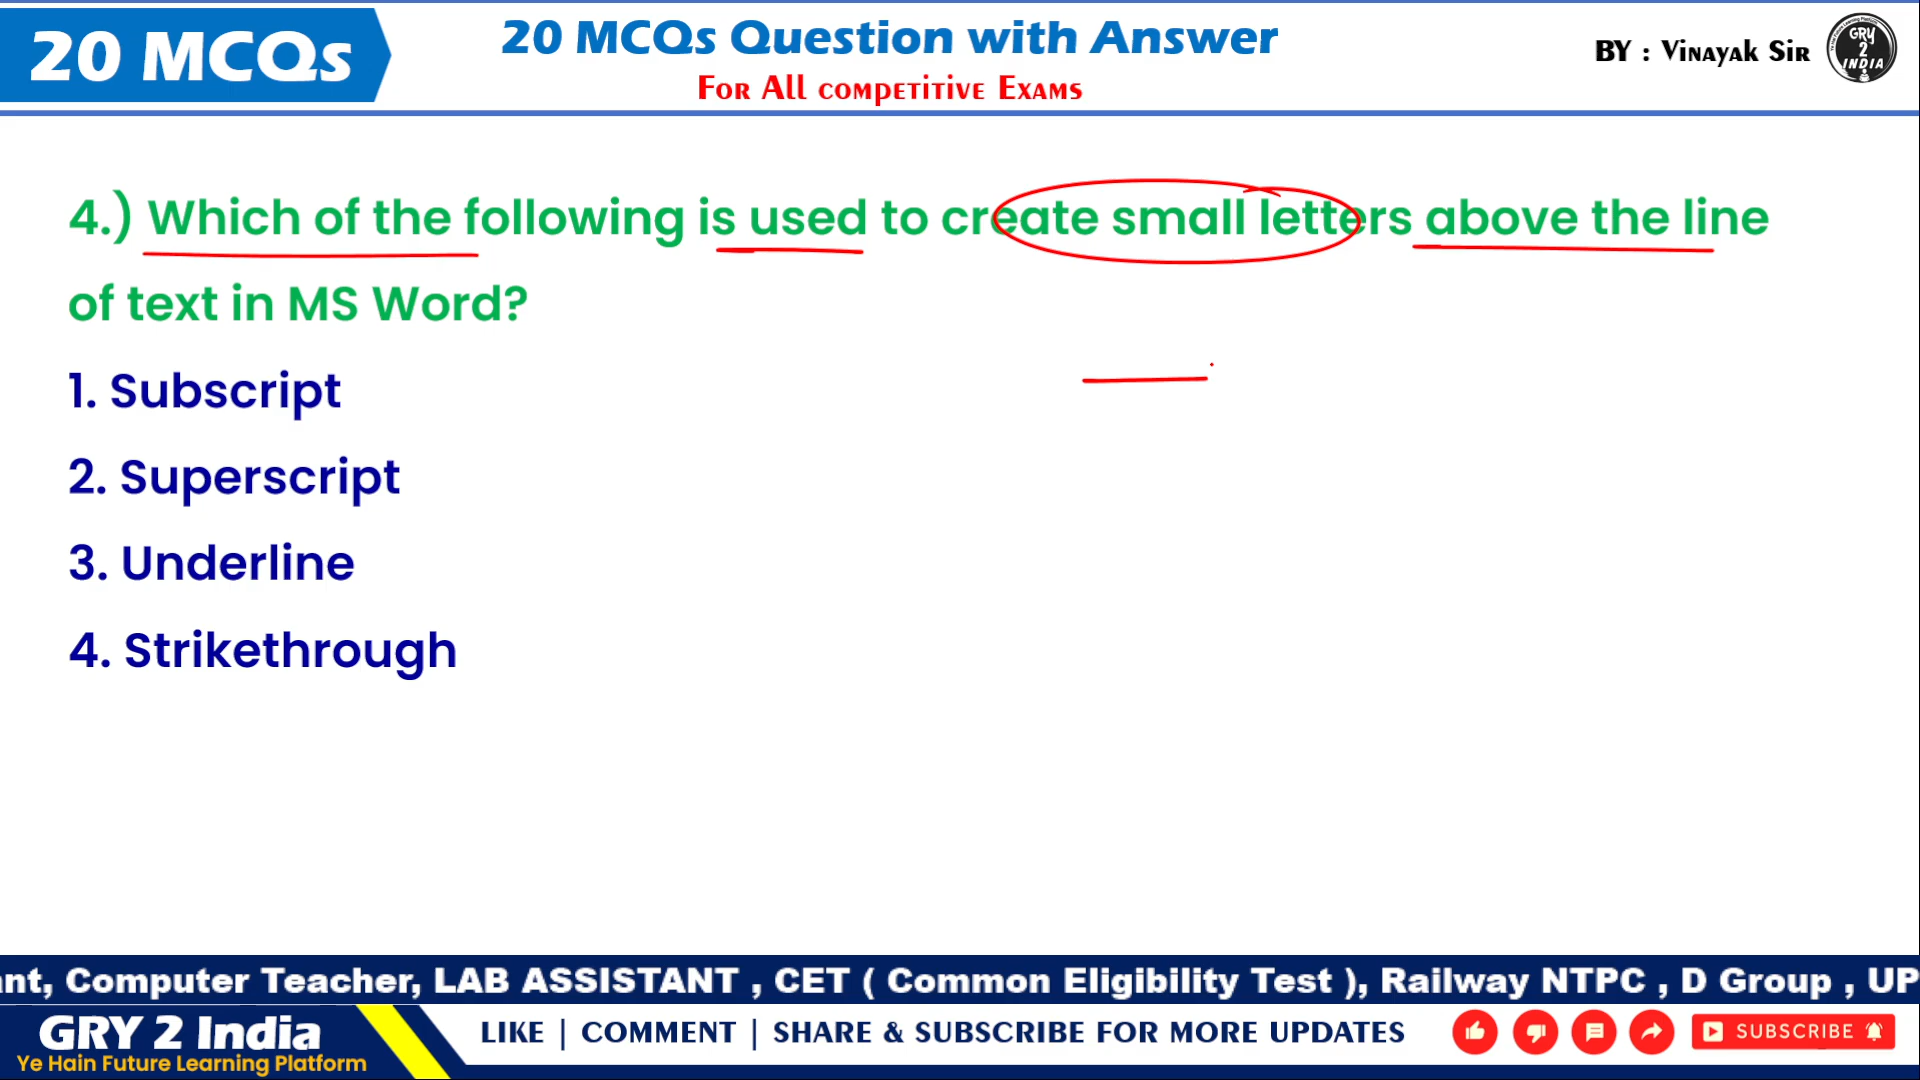 20 MCQs
20 MCQs Question with Answer
For All competitive Exams
BY : Vinayak Sir
GRY
2
INDIA
4.) Which of the following is used to create small letters above the line
of text in MS Word?
1. Subscript
2. Superscript
3. Underline
4. Strikethrough
nt, Computer Teacher, LAB ASSISTANT , CET ( Common Eligibility Test ), Railway NTPC , D Group , UP
GRY 2 India
Ye Hain Future Learning Platform
LIKE | COMMENT | SHARE & SUBSCRIBE FOR MORE UPDATES
SUBSCRIBE